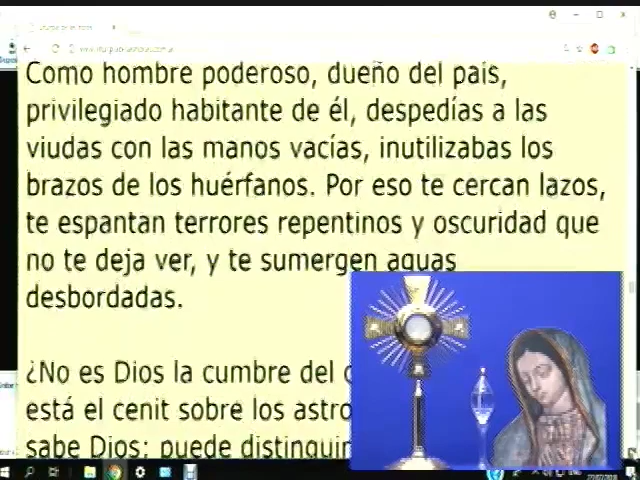 Como hombre poderoso, dueño del país,
privilegiado habitante de él, despedías a las
viudas con las manos vacías, inutilizabas los
brazos de los huérfanos. Por eso te cercan lazos,
te espantan terrores repentinos y oscuridad que
no te deja ver, y te sumergen aguas
desbordadas.
¿No es Dios la cumbre del
está el cenit sobre los astro
sabe Dios; puede distinguir